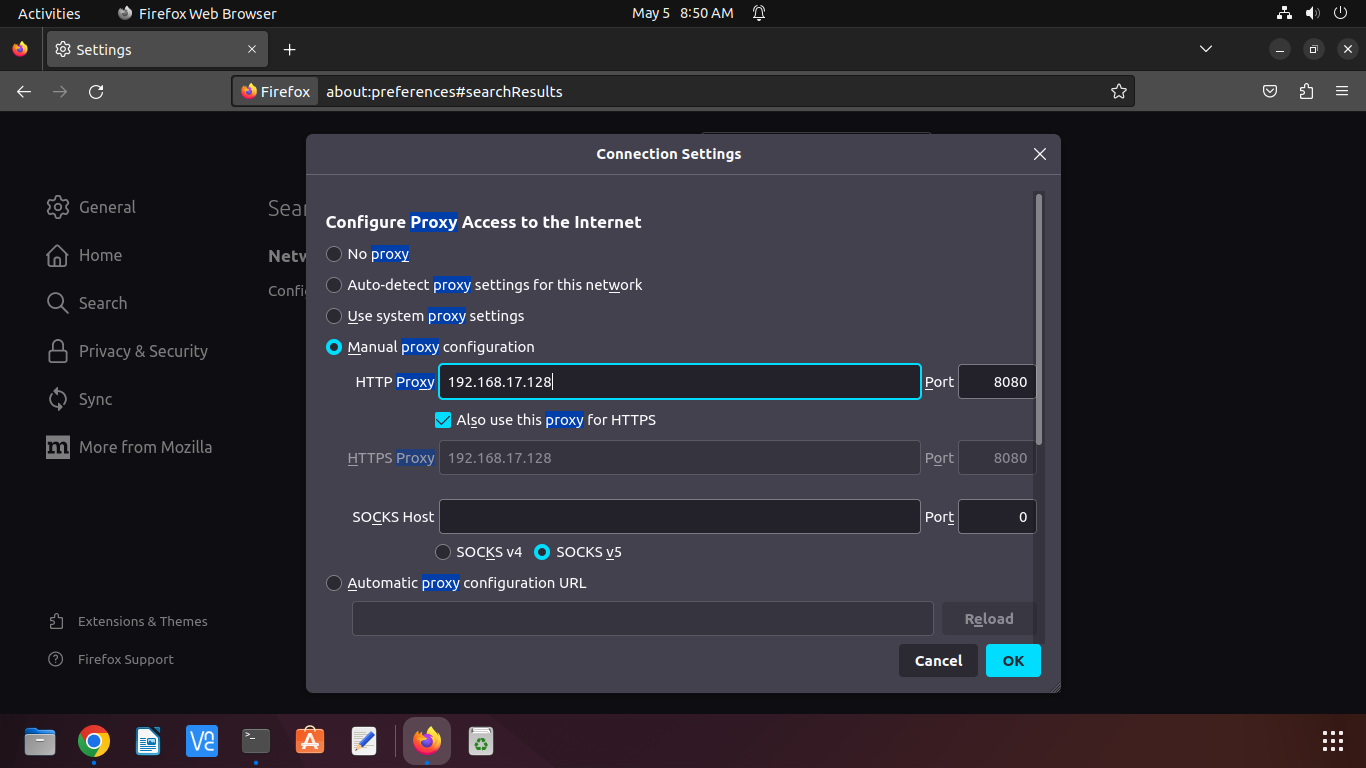 Activities Firefox Web Browser May 5 8:50 AM
Settings
Firefox about:preferences#searchResults
Connection Settings
General
Home
Search
Privacy & Security
Sync
More from Mozilla
Extensions & Themes
Firefox Support
Sear
Netw
Confi
Configure Proxy Access to the Internet
No proxy
Auto-detect proxy settings for this network
Use system proxy settings
Manual proxy configuration
HTTP Proxy 192.168.17.128 Port 8080
Also use this proxy for HTTPS
HTTPS Proxy 192.168.17.128 Port 8080
SOCKS Host Port 0
SOCKS v4 SOCKS v5
Automatic proxy configuration URL
Reload
Cancel OK